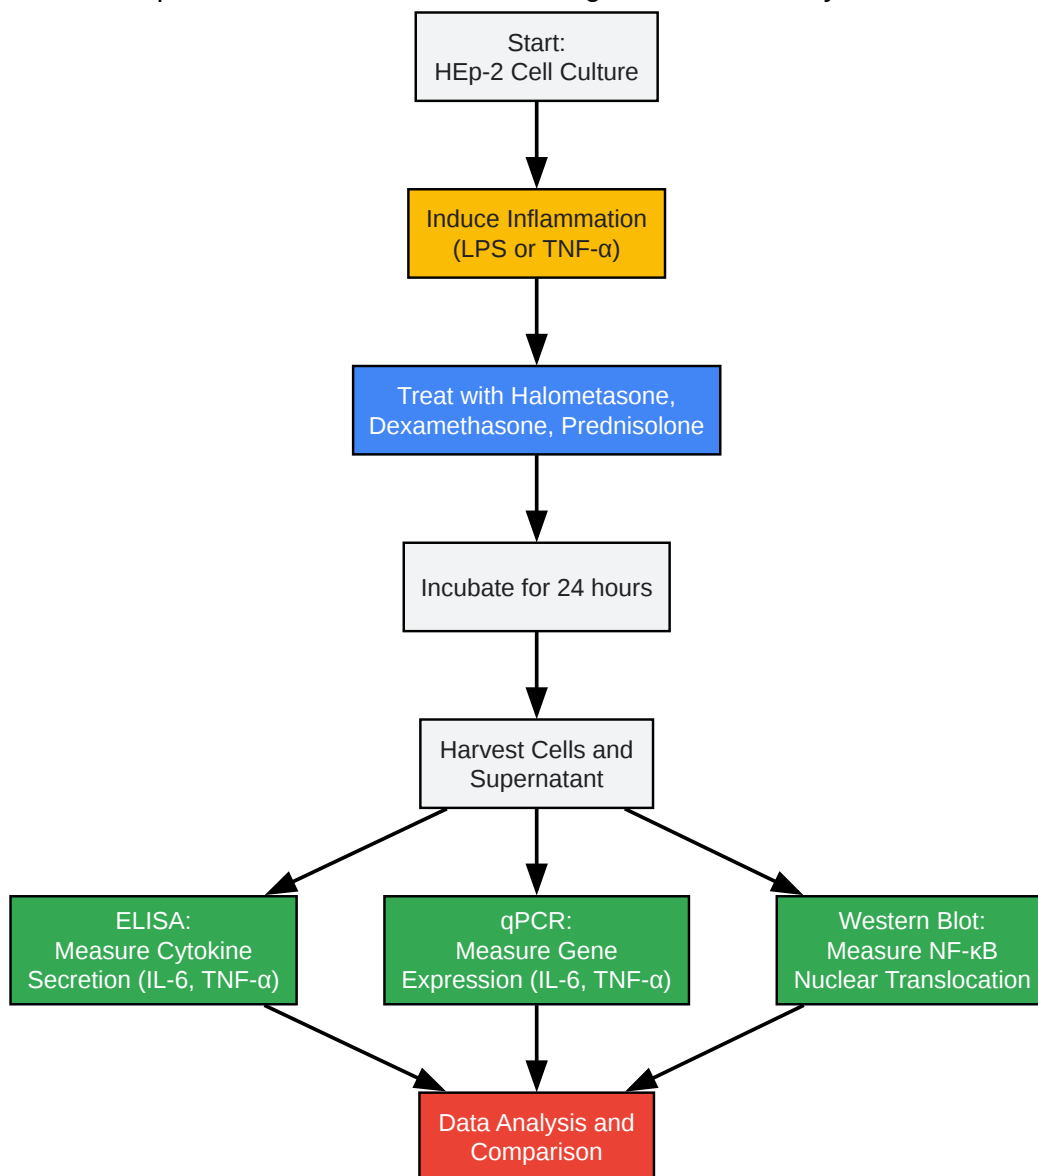 Start:
HEp-2 Cell Culture
Induce Inflammation
(LPS or TNF-α)
Treat with Halometasone,
Dexamethasone, Prednisolone
Incubate for 24 hours
Harvest Cells and
Supernatant
ELISA:
Measure Cytokine
Secretion (IL-6, TNF-α)
qPCR:
Measure Gene
Expression (IL-6, TNF-α)
Western Blot:
Measure NF-κB
Nuclear Translocation
Data Analysis and
Comparison